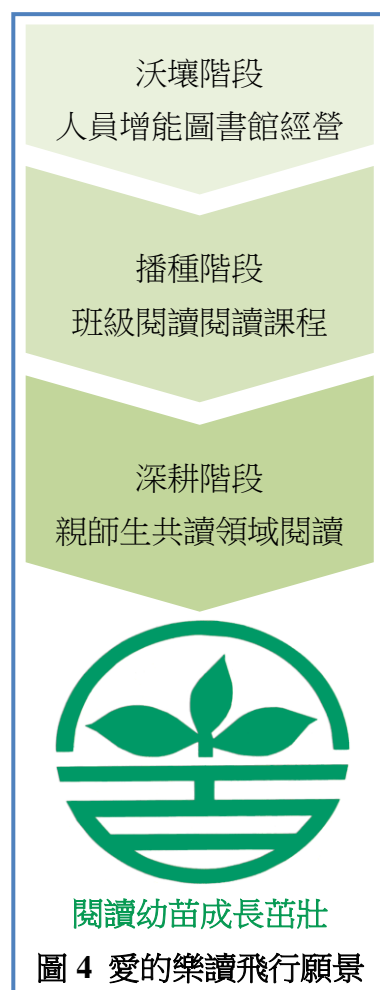 沃壤階段
人員增能圖書館經營
播種階段
班級閱讀閱讀課程
深耕階段
親師生共讀領域閱讀
閱讀幼苗成長茁壯
圖 4 愛的樂讀飛行願景